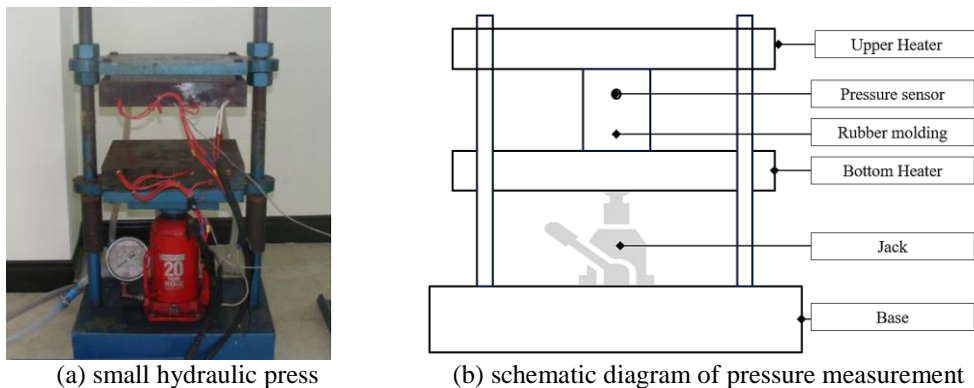 20
Upper Heater
Pressure sensor
Rubber molding
Bottom Heater
Jack
Base
(a) small hydraulic press
(b) schematic diagram of pressure measurement